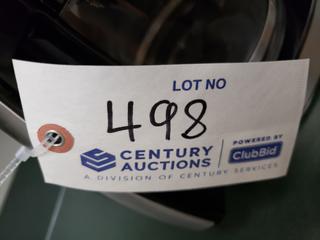 LOT NO
498
CENTURY
AUCTIONS
POWERED BY
ClubBid
A DIVISION OF CENTURY SERVICES